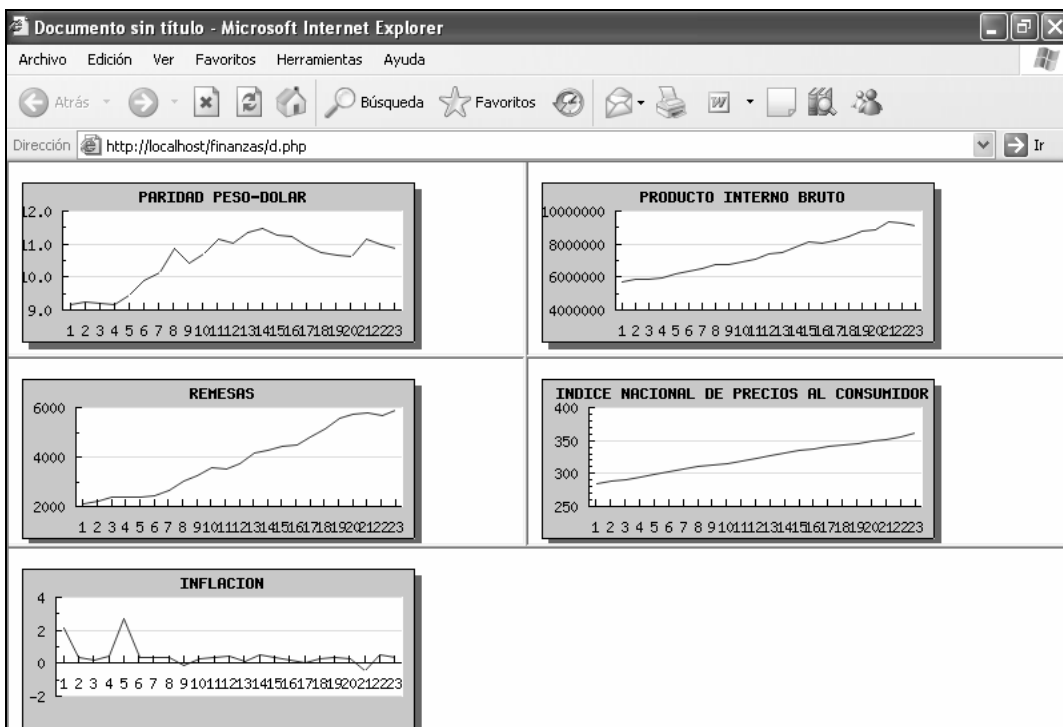 Documento sin título - Microsoft Internet Explorer
Archivo Edición Ver Favoritos Herramientas Ayuda
Atrás Búsqueda Favoritos
Dirección http://localhost/finanzas/d.php Ir
PARIDAD PESO-DOLAR
12.0
11.0
10.0
9.0
1 2 3 4 5 6 7 8 9 10 11 12 13 14 15 16 17 18 19 20 21 22 23
PRODUCTO INTERNO BRUTO
10000000
8000000
6000000
4000000
1 2 3 4 5 6 7 8 9 10 11 12 13 14 15 16 17 18 19 20 21 22 23
REMESAS
6000
4000
2000
1 2 3 4 5 6 7 8 9 10 11 12 13 14 15 16 17 18 19 20 21 22 23
INDICE NACIONAL DE PRECIOS AL CONSUMIDOR
400
350
300
250
1 2 3 4 5 6 7 8 9 10 11 12 13 14 15 16 17 18 19 20 21 22 23
INFLACION
4
2
0
-2
1 2 3 4 5 6 7 8 9 10 11 12 13 14 15 16 17 18 19 20 21 22 23